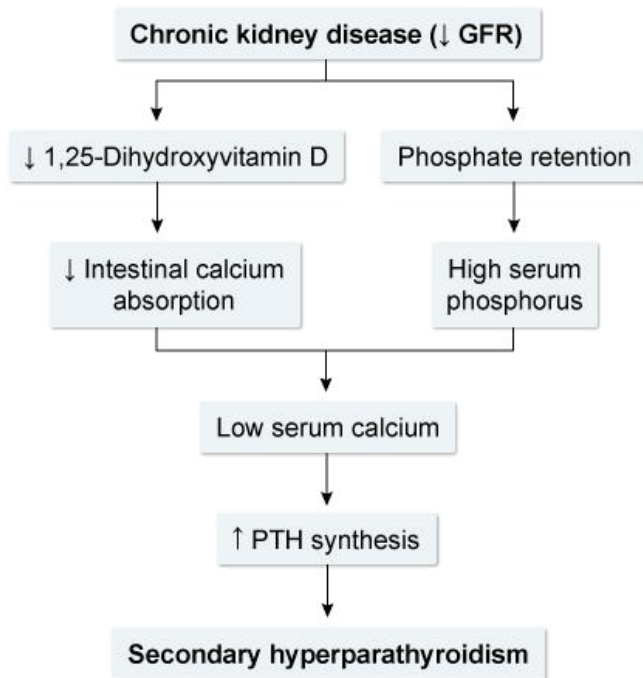 Chronic kidney disease (↓ GFR)
↓ 1,25-Dihydroxyvitamin D
Phosphate retention
↓ Intestinal calcium
absorption
High serum
phosphorus
Low serum calcium
↑ PTH synthesis
Secondary hyperparathyroidism